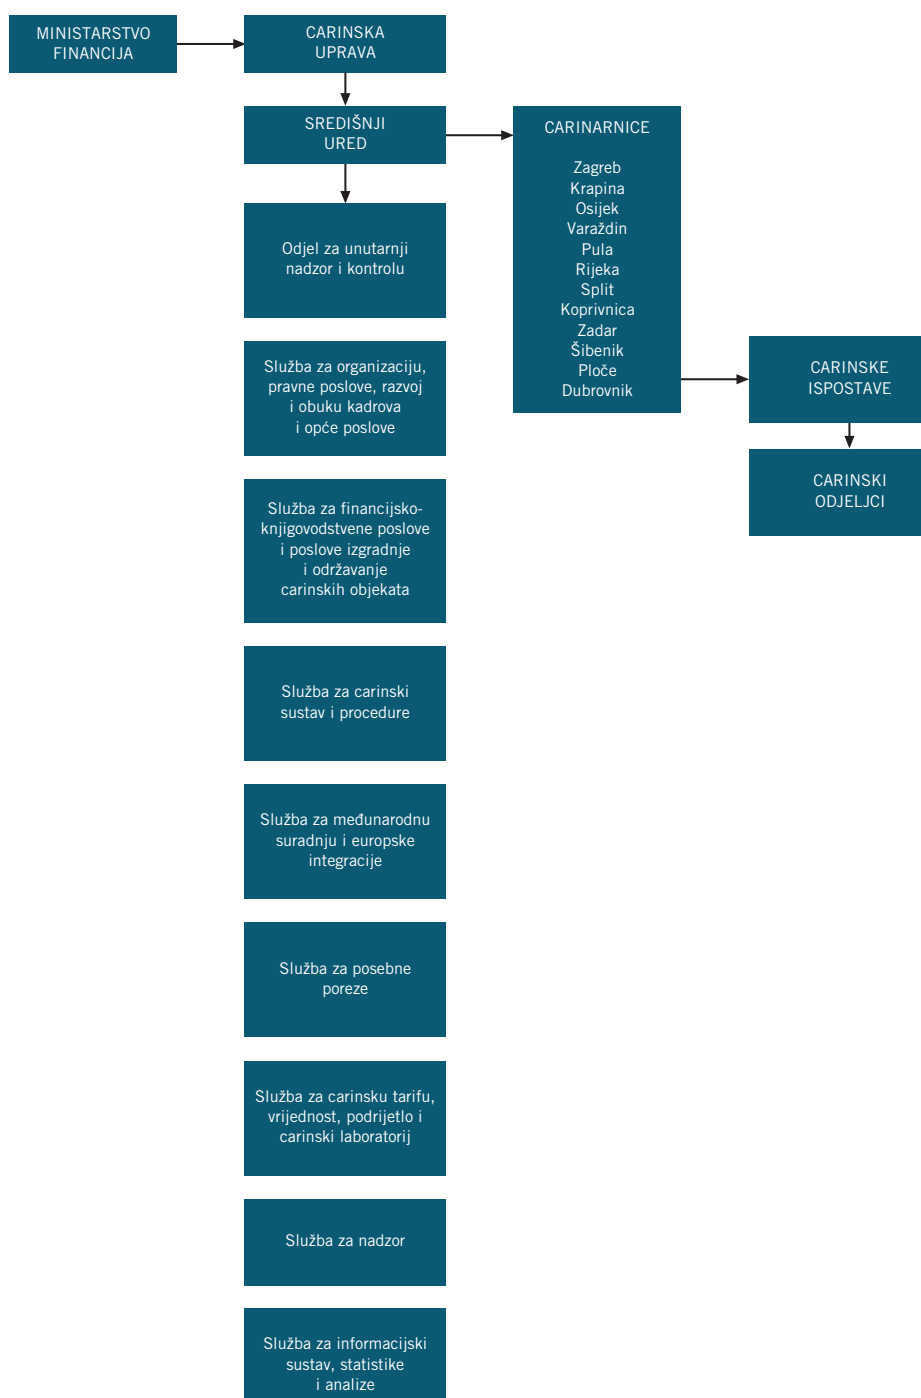 MINISTARSTVO
FINANCIJA
CARINSKA
UPRAVA
SREDIŠNJI
URED
CARINARNICE
Zagreb
Krapina
Osijek
Varaždin
Pula
Rijeka
Split
Koprivnica
Zadar
Šibenik
Ploče
Dubrovnik
CARINSKE
ISPOSTAVE
CARINSKI
ODJELJCI
Odjel za unutarnji
nadzor i kontrolu
Služba za organizaciju,
pravne poslove, razvoj
i obuku kadrova
i opće poslove
Služba za financijsko-
knjigovodstvene poslove
i poslove izgradnje
i održavanje
carinskih objekata
Služba za carinski
sustav i procedure
Služba za međunarodnu
suradnju i europske
integracije
Služba za posebne
poreze
Služba za carinsku tarifu,
vrijednost, podrijetlo i
carinski laboratorij
Služba za nadzor
Služba za informacijski
sustav, statistike
i analize